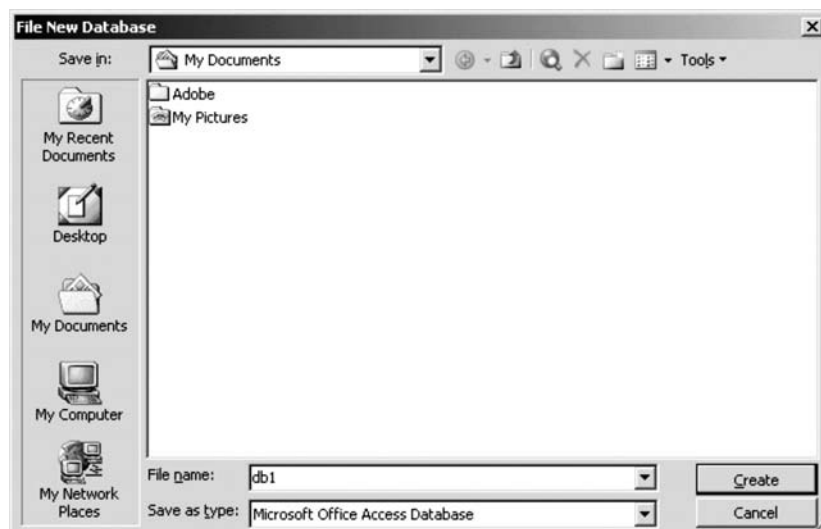 File New Database
Save in:
My Documents
Tools
Adobe
My Pictures
My Recent
Documents
Desktop
My Documents
My Computer
My Network
Places
File name:
db1
Create
Save as type:
Microsoft Office Access Database
Cancel